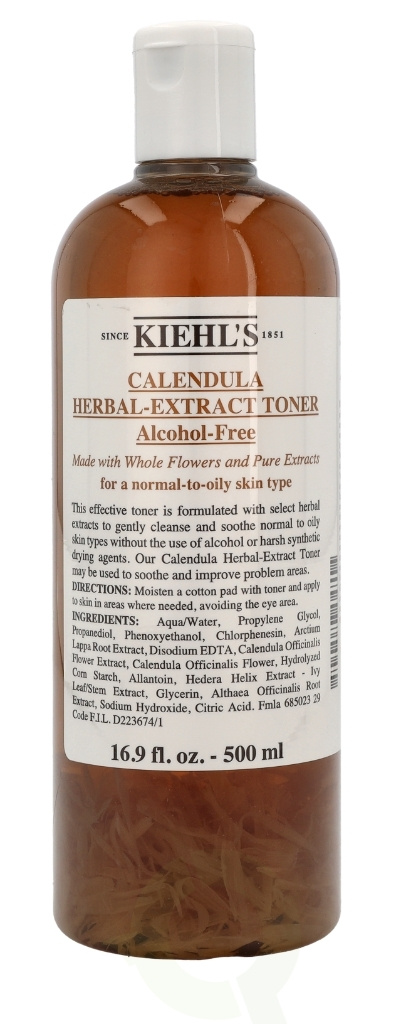 SINCE KIEHL'S 1851
CALENDULA
HERBAL-EXTRACT TONER
Alcohol-Free
Made with Whole Flowers and Pure Extracts
for a normal-to-oily skin type
This effective toner is formulated with select herbal
extracts to gently cleanse and soothe normal to oily
skin types without the use of alcohol or harsh synthetic
drying agents. Our Calendula Herbal-Extract Toner
may be used to soothe and improve problem areas.
DIRECTIONS: Moisten a cotton pad with toner and apply
to skin in areas where needed, avoiding the eye area.
INGREDIENTS: Aqua/Water, Propylene Glycol,
Propanediol, Phenoxyethanol, Chlorphenesin, Arctium
Lappa Root Extract, Disodium EDTA, Calendula Officinalis
Flower Extract, Calendula Officinalis Flower, Hydrolyzed
Corn Starch, Allantoin, Hedera Helix Extract - Ivy
Leaf/Stem Extract, Glycerin, Althaea Officinalis Root
Extract, Sodium Hydroxide, Citric Acid. Fmla 685023 29
Code F.I.L. D223674/1
16.9 fl. oz. - 500 ml